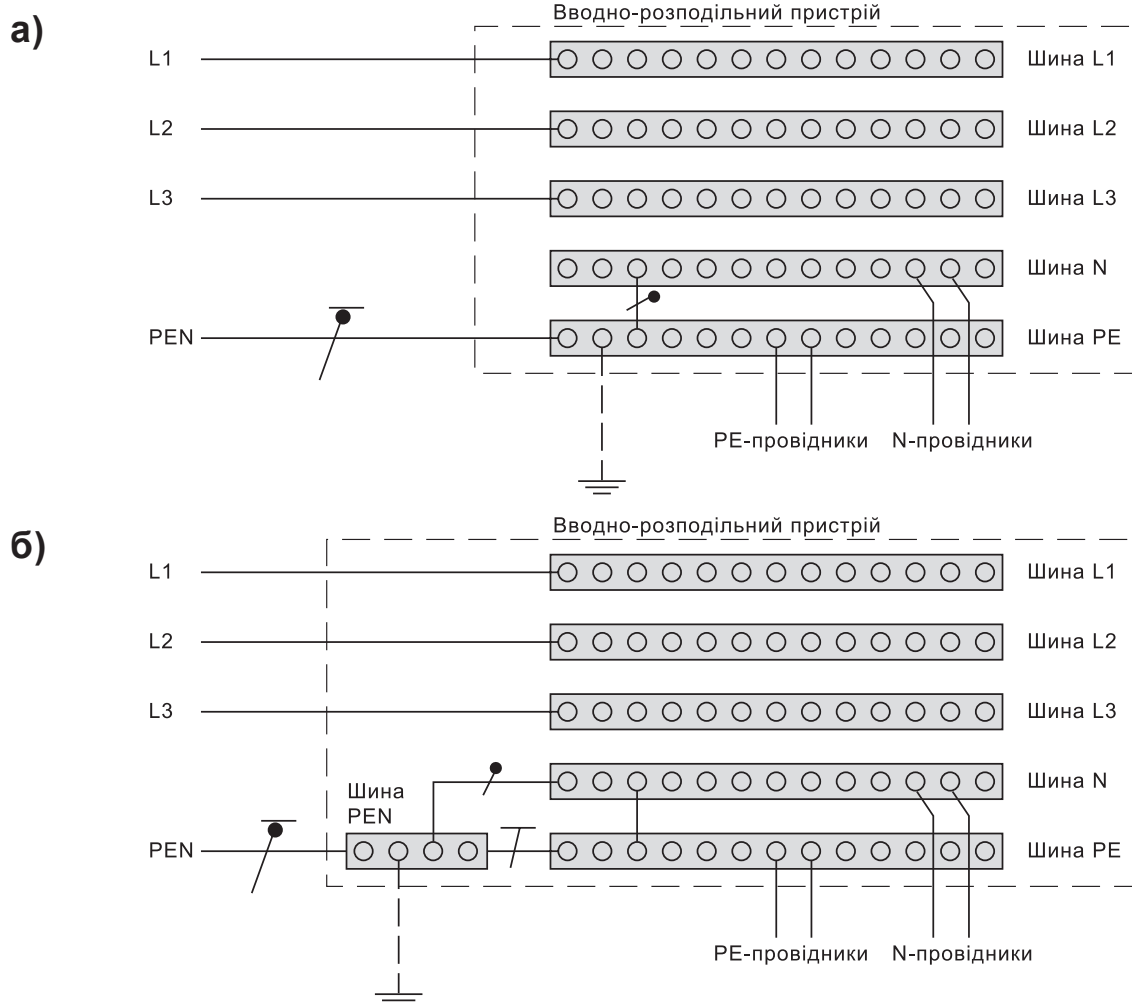 а)
Вводно-розподільний пристрій
L1
Шина L1
L2
Шина L2
L3
Шина L3
Шина N
PEN
Шина PE
PE-провідники
N-провідники
б)
Вводно-розподільний пристрій
L1
Шина L1
L2
Шина L2
L3
Шина L3
Шина
PEN
Шина N
PEN
Шина PE
PE-провідники
N-провідники